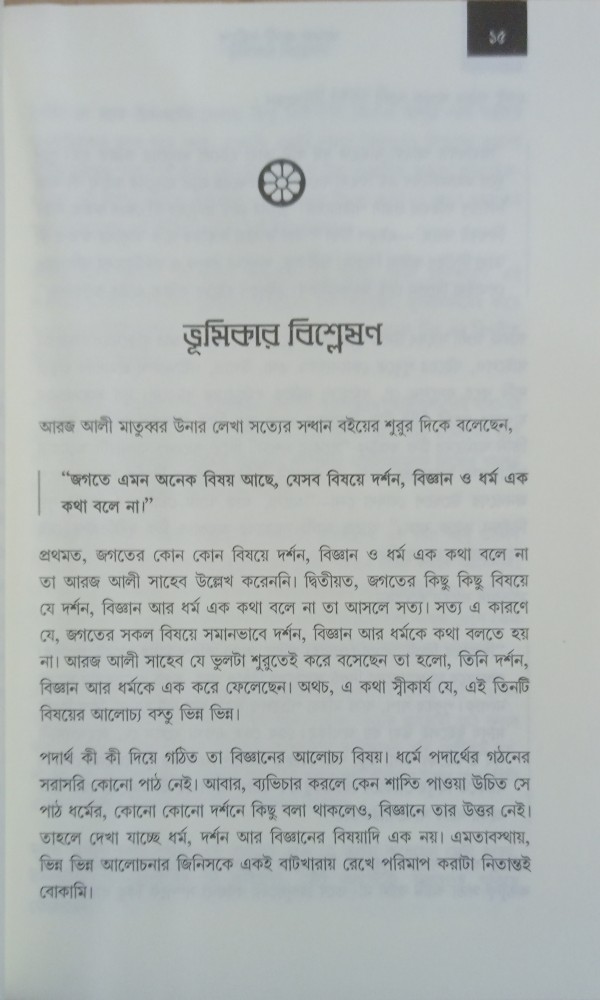 ১৫
ভূমিকার বিশ্লেষণ
আরজ আলী মাতুব্বর উনার লেখা সত্যের সন্ধান বইয়ের শুরুর দিকে বলেছেন,
“জগতে এমন অনেক বিষয় আছে, যেসব বিষয়ে দর্শন, বিজ্ঞান ও ধর্ম এক
কথা বলে না।”
প্রথমত, জগতের কোন কোন বিষয়ে দর্শন, বিজ্ঞান ও ধর্ম এক কথা বলে না
তা আরজ আলী সাহেব উল্লেখ করেননি। দ্বিতীয়ত, জগতের কিছু কিছু বিষয়ে
যে দর্শন, বিজ্ঞান আর ধর্ম এক কথা বলে না তা আসলে সত্য। সত্য এ কারণে
যে, জগতের সকল বিষয়ে সমানভাবে দর্শন, বিজ্ঞান আর ধর্মকে কথা বলতে হয়
না। আরজ আলী সাহেব যে ভুলটা শুরুতেই করে বসেছেন তা হলো, তিনি দর্শন,
বিজ্ঞান আর ধর্মকে এক করে ফেলেছেন। অথচ, এ কথা স্বীকার্য যে, এই তিনটি
বিষয়ের আলোচ্য বস্তু ভিন্ন ভিন্ন।
পদার্থ কী কী দিয়ে গঠিত তা বিজ্ঞানের আলোচ্য বিষয়। ধর্মে পদার্থের গঠনের
সরাসরি কোনো পাঠ নেই। আবার, ব্যভিচার করলে কেন শাস্তি পাওয়া উচিত সে
পাঠ ধর্মের, কোনো কোনো দর্শনে কিছু বলা থাকলেও, বিজ্ঞানে তার উত্তর নেই।
তাহলে দেখা যাচ্ছে ধর্ম, দর্শন আর বিজ্ঞানের বিষয়াদি এক নয়। এমতাবস্থায়,
ভিন্ন ভিন্ন আলোচনার জিনিসকে একই বাটখারায় রেখে পরিমাপ করাটা নিতান্তই
বোকামি।